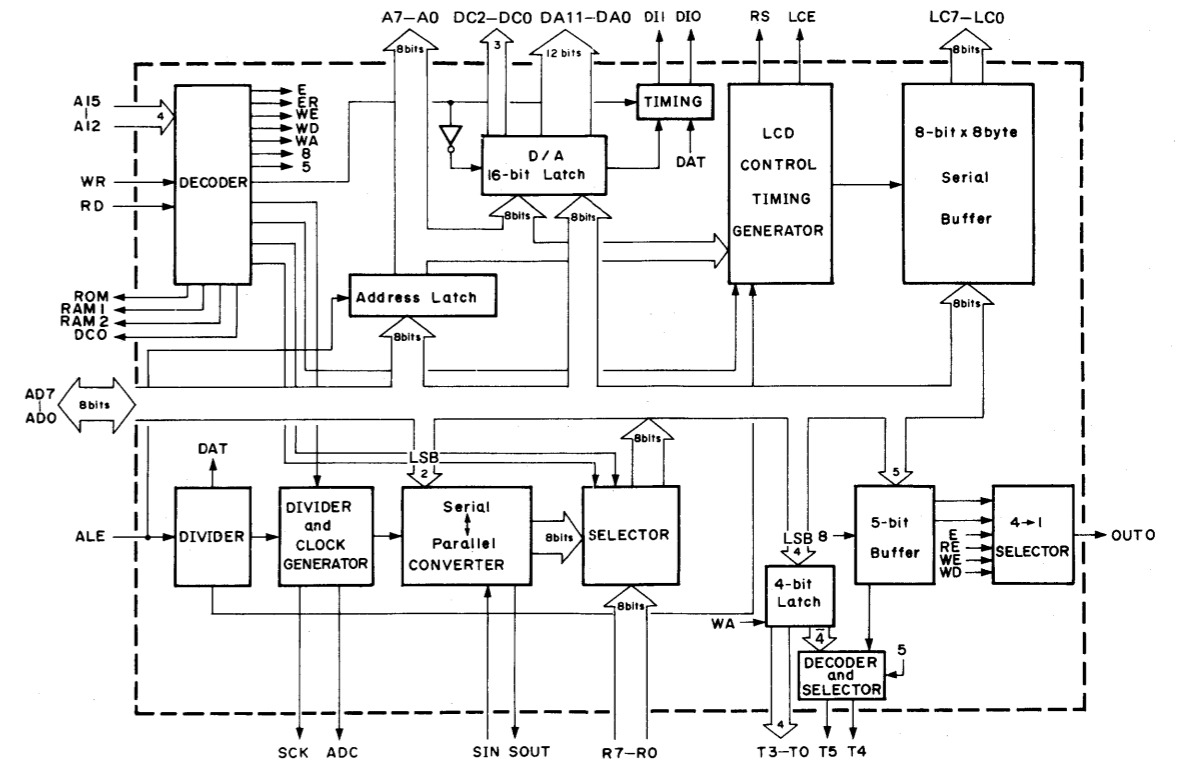 A7–A0 DC2–DC0 DA11–DA0 DI1 DI0 RS LCE LC7–LC0
8bits 3 12bits 8bits
A15
A12
4
WR
RD
DECODER
E
ER
WE
WD
WA
8
5
TIMING
DAT
D/A
16-bit Latch
8bits 8bits
LCD
CONTROL
TIMING
GENERATOR
8-bit x 8byte
Serial
Buffer
8bits
ROM
RAM1
RAM2
DCO
Address Latch
8bits
AD7
AD0
8bits
DAT
LSB
2
8bits
5
ALE
DIVIDER
DIVIDER
and
CLOCK
GENERATOR
Serial
Parallel
CONVERTER
8bits
SELECTOR
8bits
LSB
4
8
5-bit
Buffer
E
RE
WE
WD
4→1
SELECTOR
OUTO
WA
4-bit
Latch
4
DECODER
and
SELECTOR
5
4
SCK ADC SIN SOUT R7–R0 T3–T0 T5 T4